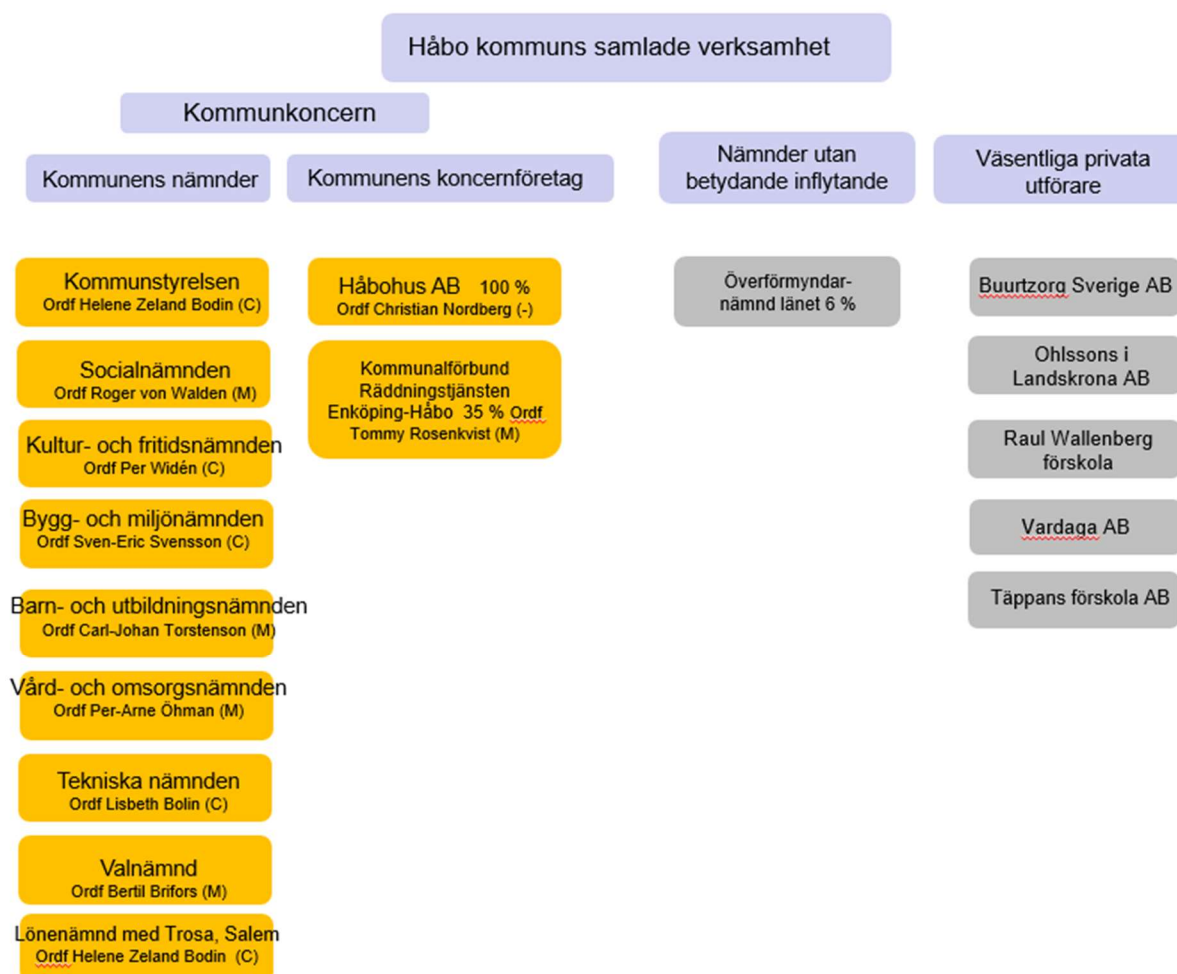 Håbo kommuns samlade verksamhet
Kommunkoncern
Kommunens nämnder
Kommunens koncernföretag
Nämnder utan
betydande inflytande
Väsentliga privata
utförare
Kommunstyrelsen
Ordf Helene Zeland Bodin (C)
Socialnämnden
Ordf Roger von Walden (M)
Kultur- och fritidsnämnden
Ordf Per Widén (C)
Bygg- och miljönämnden
Ordf Sven-Eric Svensson (C)
Barn- och utbildningsnämnden
Ordf Carl-Johan Torstenson (M)
Vård- och omsorgsnämnden
Ordf Per-Arne Öhman (M)
Tekniska nämnden
Ordf Lisbeth Bolin (C)
Valnämnd
Ordf Bertil Brifors (M)
Lönenämnd med Trosa, Salem
Ordf Helene Zeland Bodin (C)
Håbohus AB 100 %
Ordf Christian Nordberg (-)
Kommunalförbund
Räddningstjänsten
Enköping-Håbo 35 % Ordf
Tommy Rosenkvist (M)
Överförmyndar-
nämnd länet 6 %
Buurtzorg Sverige AB
Ohlssons i
Landskrona AB
Raul Wallenberg
förskola
Vardaga AB
Täppans förskola AB